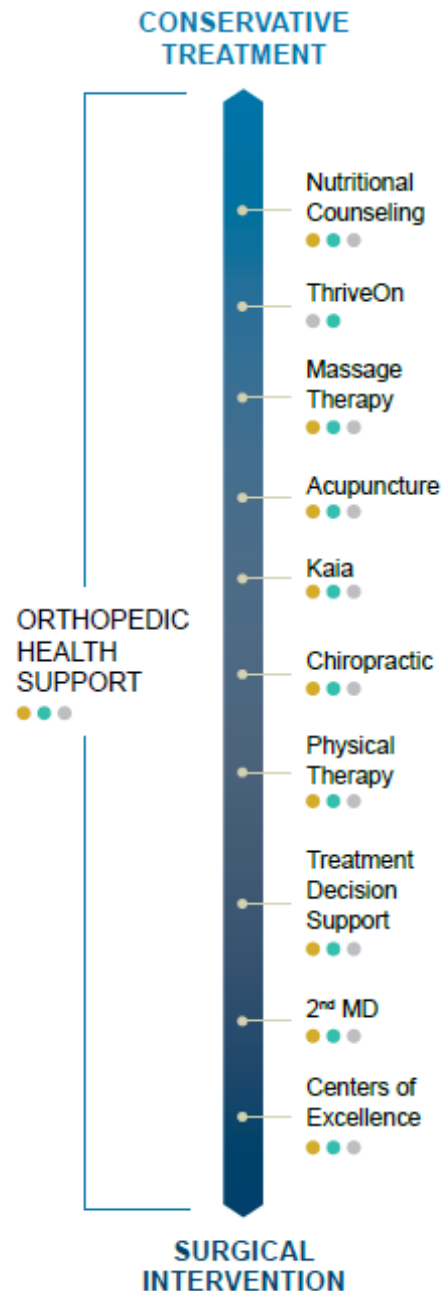 CONSERVATIVE
TREATMENT
Nutritional
Counseling
ThriveOn
Massage
Therapy
Acupuncture
Kaia
ORTHOPEDIC
HEALTH
SUPPORT
Chiropractic
Physical
Therapy
Treatment
Decision
Support
2nd MD
Centers of
Excellence
SURGICAL
INTERVENTION